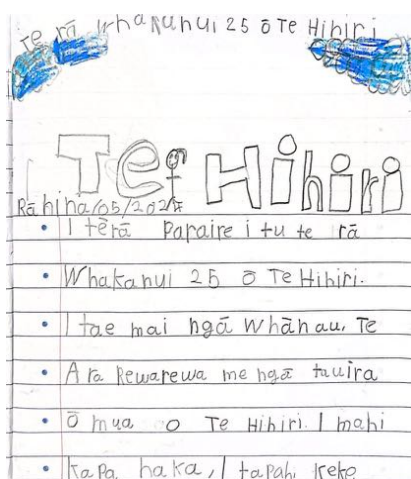 Te rā whakanui 25 ō Te Hihiri
Te Hihiri
Rāhina/05/2024
I tērā Paraire i tu te rā
Whakanui 25 ō Te Hihiri.
I tae mai ngā whānau, Te
Ara Rewarewa me ngā tauira
ō mua o Te Hihiri. I mahi
Kapa haka, I tapahi keke